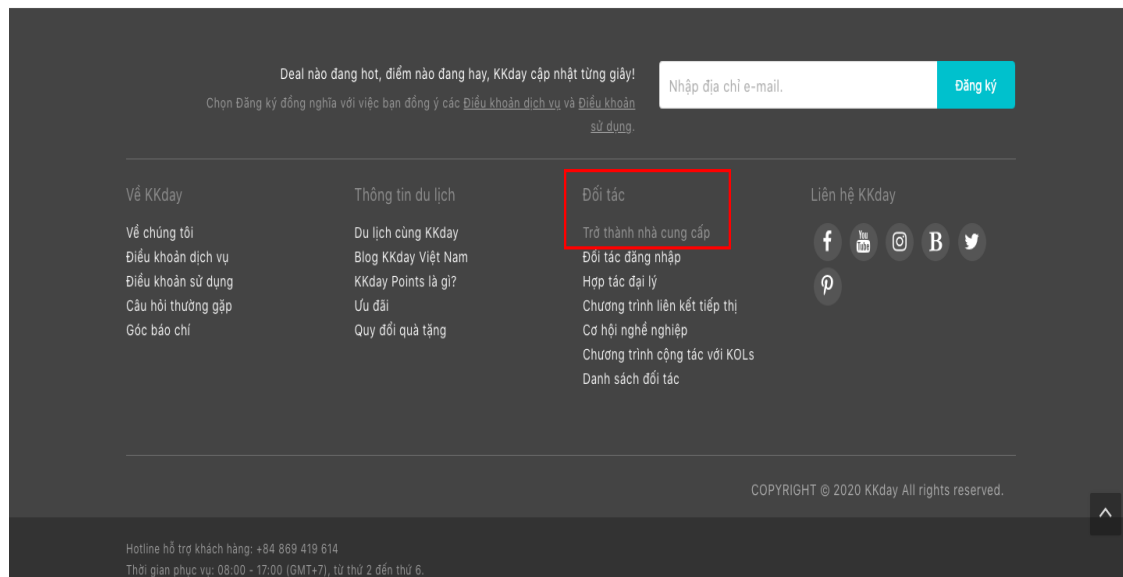 Deal nào đang hot, điểm nào đang hay, KKday cập nhật từng giây!
Chọn Đăng ký đồng nghĩa với việc bạn đồng ý các Điều khoản dịch vụ và Điều khoản
sử dụng.
Nhập địa chỉ e-mail.
Đăng ký
Về KKday
Về chúng tôi
Điều khoản dịch vụ
Điều khoản sử dụng
Câu hỏi thường gặp
Góc báo chí
Thông tin du lịch
Du lịch cùng KKday
Blog KKday Việt Nam
KKday Points là gì?
Ưu đãi
Quy đổi quà tặng
Đối tác
Trở thành nhà cung cấp
Đối tác đăng nhập
Hợp tác đại lý
Chương trình liên kết tiếp thị
Cơ hội nghề nghiệp
Chương trình cộng tác với KOLs
Danh sách đối tác
Liên hệ KKday
You
Tube
B
COPYRIGHT © 2020 KKday All rights reserved.
Hotline hỗ trợ khách hàng: +84 869 419 614
Thời gian phục vụ: 08:00 - 17:00 (GMT+7), từ thứ 2 đến thứ 6.